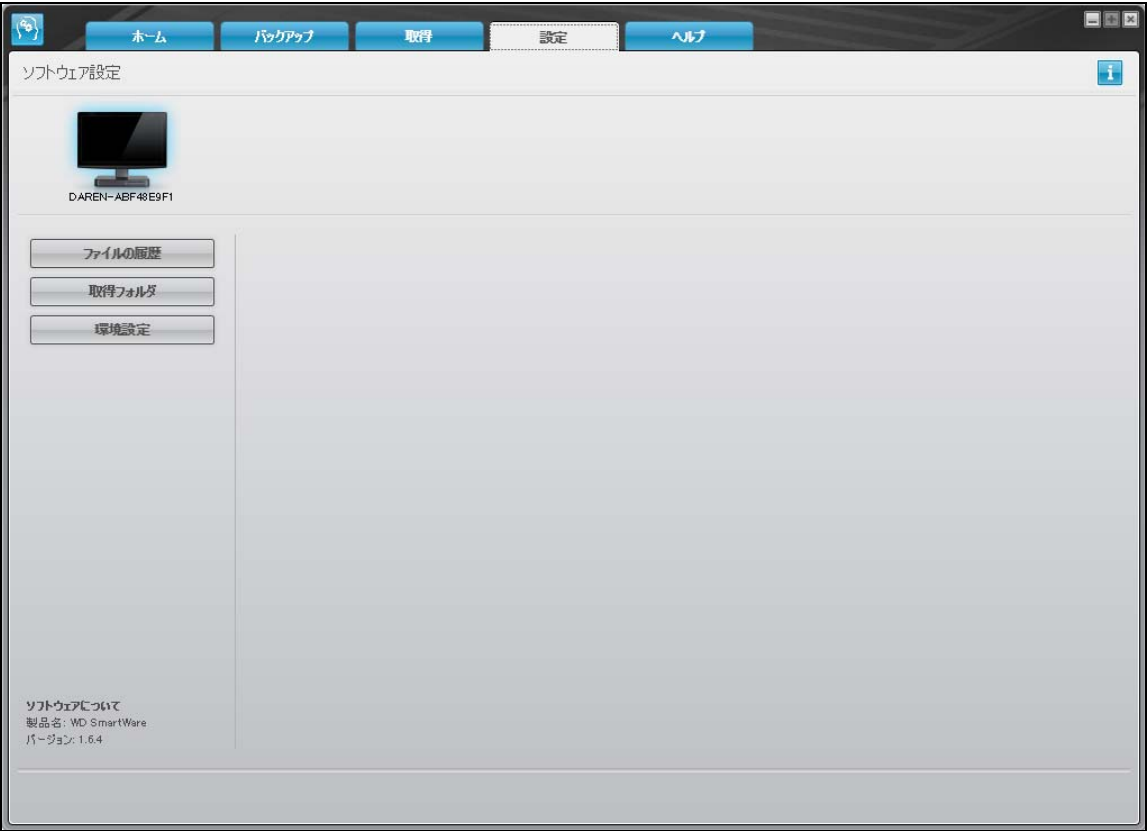 ホーム
バックアップ
取得
設定
ヘルプ
ソフトウェア設定
i
DAREN-ABF48E9F1
ファイルの履歴
取得フォルダ
環境設定
ソフトウェアについて
製品名: WD SmartWare
バージョン: 1.6.4